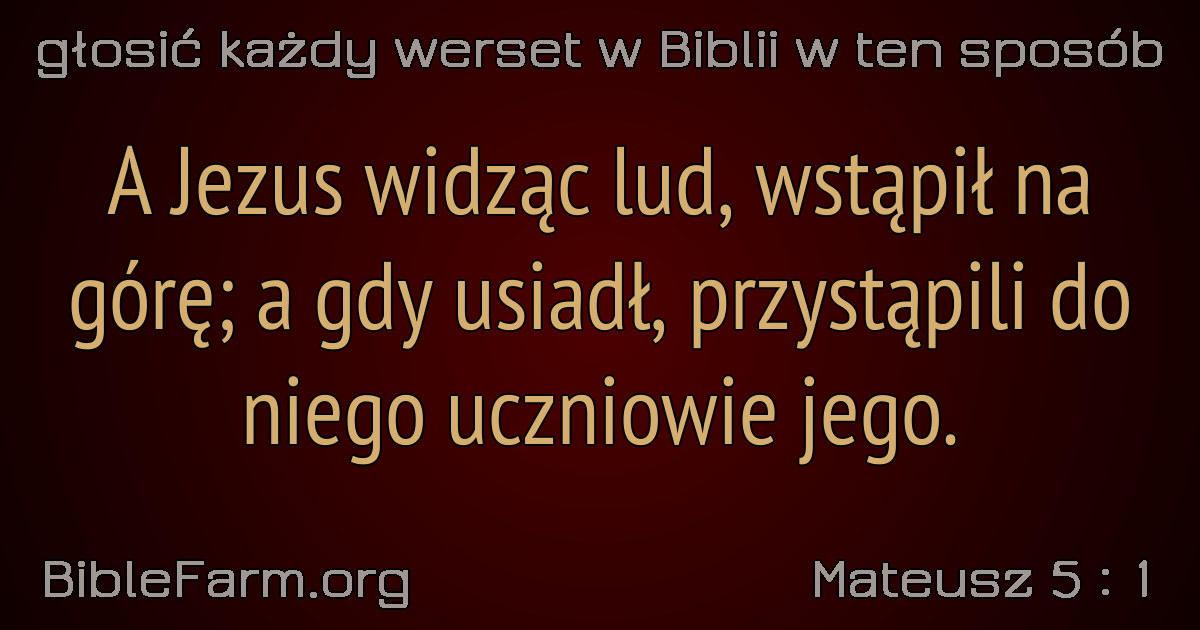 głosić każdy werset w Biblii w ten sposób
A Jezus widząc lud, wstąpił na
górę; a gdy usiadł, przystąpili do
niego uczniowie jego.
BibleFarm.org
Mateusz 5 : 1